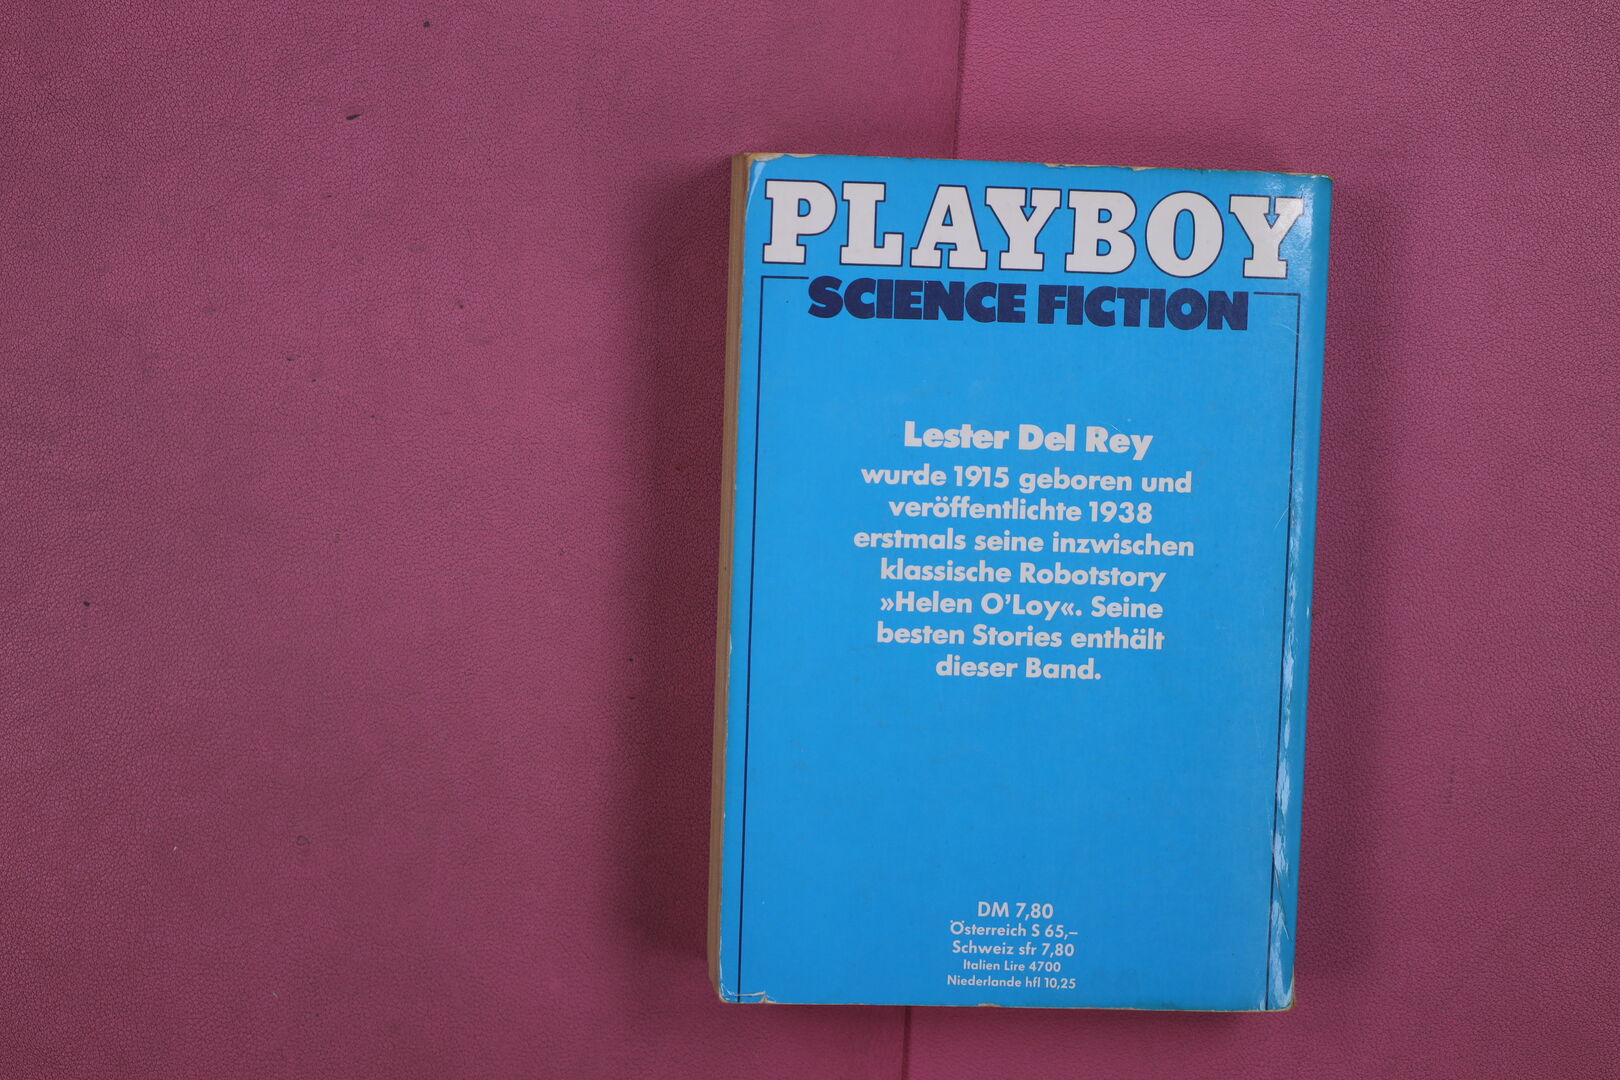 PLAYBOY
SCIENCE FICTION
Lester Del Rey
wurde 1915 geboren und
veröffentlichte 1938
erstmals seine inzwischen
klassische Robotstory
»Helen O’Loy«. Seine
besten Stories enthält
dieser Band.
DM 7,80
Österreich S 65,–
Schweiz sfr 7,80
Italien Lire 4700
Niederlande hfl 10,25